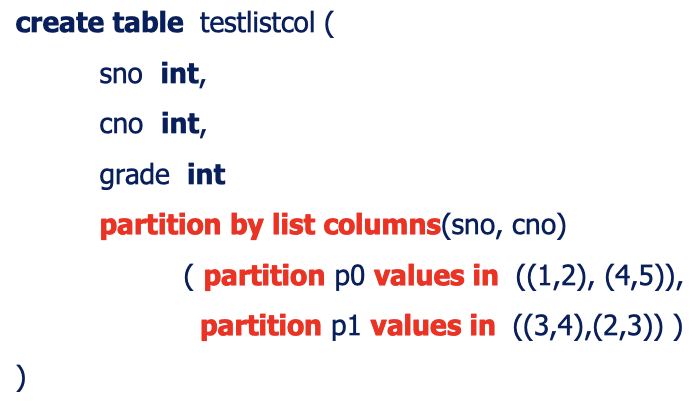 create table testlistcol (
sno int,
cno int,
grade int
partition by list columns(sno, cno)
( partition p0 values in ((1,2), (4,5)),
partition p1 values in ((3,4),(2,3)) )
)